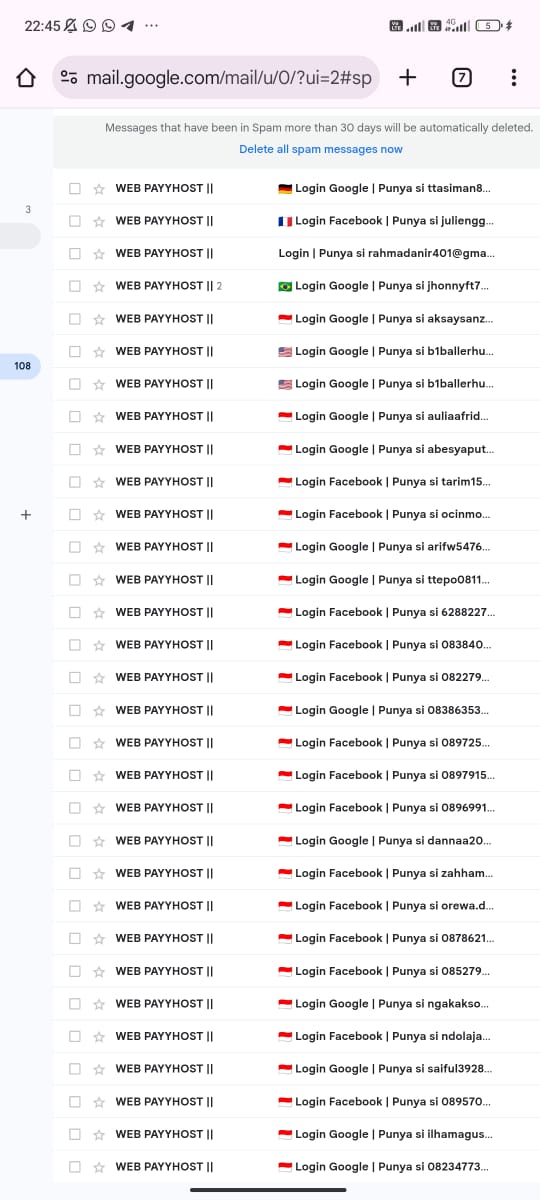 22:45 ...
Vo LTE Vo LTE 4G 5
mail.google.com/mail/u/0/?ui=2#sp 7
Messages that have been in Spam more than 30 days will be automatically deleted.
Delete all spam messages now
WEB PAYYHOST || 🇩🇪 Login Google | Punya si ttasiman8...
3
WEB PAYYHOST || 🇫🇷 Login Facebook | Punya si juliengg...
WEB PAYYHOST || Login | Punya si rahmadanir401@gma...
WEB PAYYHOST || 2 🇧🇷 Login Google | Punya si jhonnyft7...
WEB PAYYHOST || 🇮🇩 Login Google | Punya si aksaysanz...
WEB PAYYHOST || 🇺🇸 Login Google | Punya si b1ballerhu...
108
WEB PAYYHOST || 🇺🇸 Login Google | Punya si b1ballerhu...
WEB PAYYHOST || 🇮🇩 Login Google | Punya si auliaafrid...
WEB PAYYHOST || 🇮🇩 Login Google | Punya si abesyaput...
WEB PAYYHOST || 🇮🇩 Login Facebook | Punya si tarim15...
WEB PAYYHOST || 🇮🇩 Login Facebook | Punya si ocinmo...
WEB PAYYHOST || 🇮🇩 Login Google | Punya si arifw5476...
WEB PAYYHOST || 🇮🇩 Login Google | Punya si ttepo0811...
WEB PAYYHOST || 🇮🇩 Login Facebook | Punya si 6288227...
WEB PAYYHOST || 🇮🇩 Login Facebook | Punya si 083840...
WEB PAYYHOST || 🇮🇩 Login Facebook | Punya si 082279...
WEB PAYYHOST || 🇮🇩 Login Google | Punya si 08386353...
WEB PAYYHOST || 🇮🇩 Login Facebook | Punya si 089725...
WEB PAYYHOST || 🇮🇩 Login Facebook | Punya si 0897915...
WEB PAYYHOST || 🇮🇩 Login Facebook | Punya si 0896991...
WEB PAYYHOST || 🇮🇩 Login Google | Punya si dannaa20...
WEB PAYYHOST || 🇮🇩 Login Facebook | Punya si zahham...
WEB PAYYHOST || 🇮🇩 Login Facebook | Punya si orewa.d...
WEB PAYYHOST || 🇮🇩 Login Facebook | Punya si 0878621...
WEB PAYYHOST || 🇮🇩 Login Facebook | Punya si 085279...
WEB PAYYHOST || 🇮🇩 Login Google | Punya si ngakakso...
WEB PAYYHOST || 🇮🇩 Login Facebook | Punya si ndolaja...
WEB PAYYHOST || 🇮🇩 Login Google | Punya si saiful3928...
WEB PAYYHOST || 🇮🇩 Login Facebook | Punya si 089570...
WEB PAYYHOST || 🇮🇩 Login Google | Punya si ilhamagus...
WEB PAYYHOST || 🇮🇩 Login Google | Punya si 08234773...